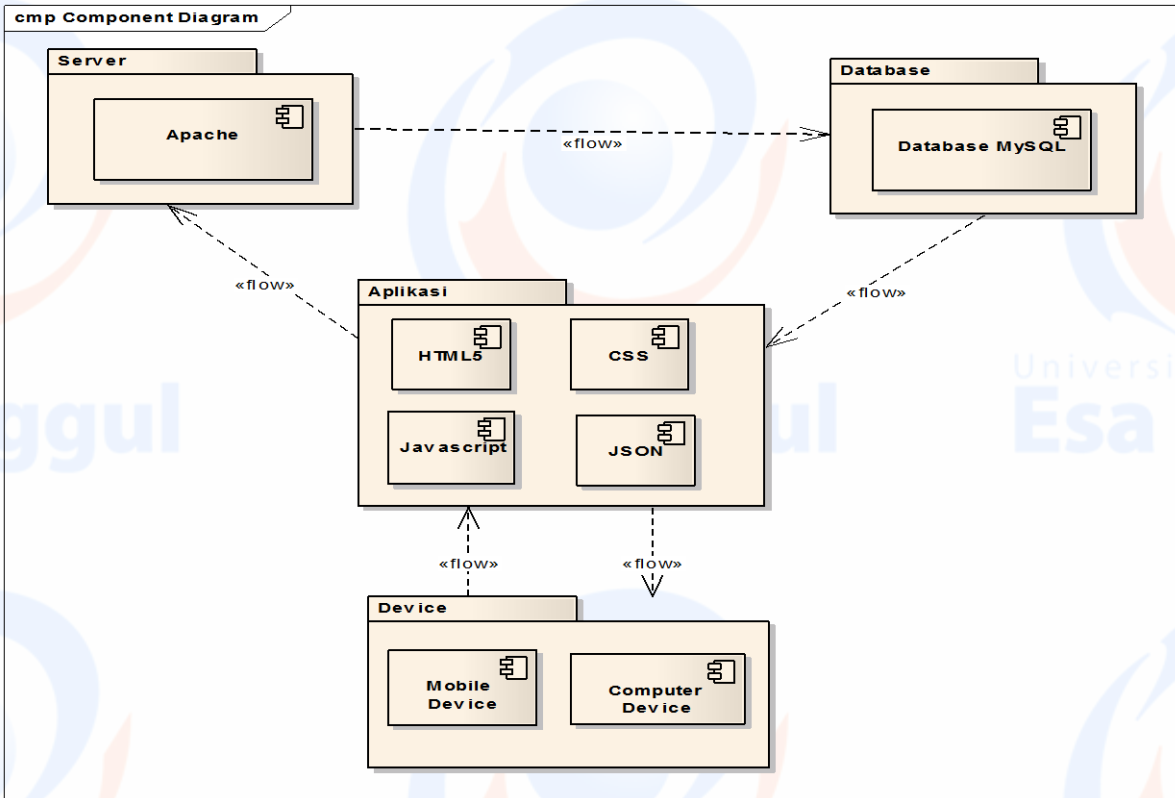 cmp Component Diagram
Server
Apache
Database
Database MySQL
«flow»
«flow»
«flow»
Aplikasi
HTML5
CSS
Javascript
JSON
«flow»
«flow»
Device
Mobile
Device
Computer
Device
Universi
Esa
ggul
ul